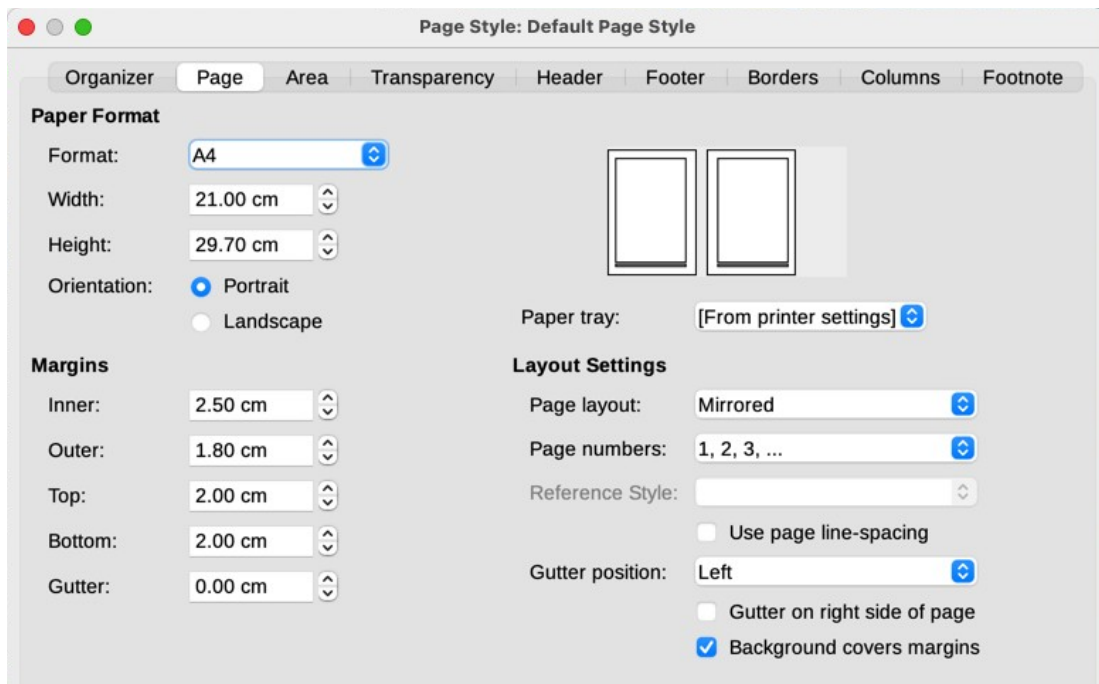 Page Style: Default Page Style
Organizer Page Area Transparency Header Footer Borders Columns Footnote
Paper Format
Format: A4
Width: 21.00 cm
Height: 29.70 cm
Orientation: Portrait
Landscape
Paper tray: [From printer settings]
Margins
Inner: 2.50 cm
Outer: 1.80 cm
Top: 2.00 cm
Bottom: 2.00 cm
Gutter: 0.00 cm
Layout Settings
Page layout: Mirrored
Page numbers: 1, 2, 3, ...
Reference Style:
Use page line-spacing
Gutter position: Left
Gutter on right side of page
Background covers margins